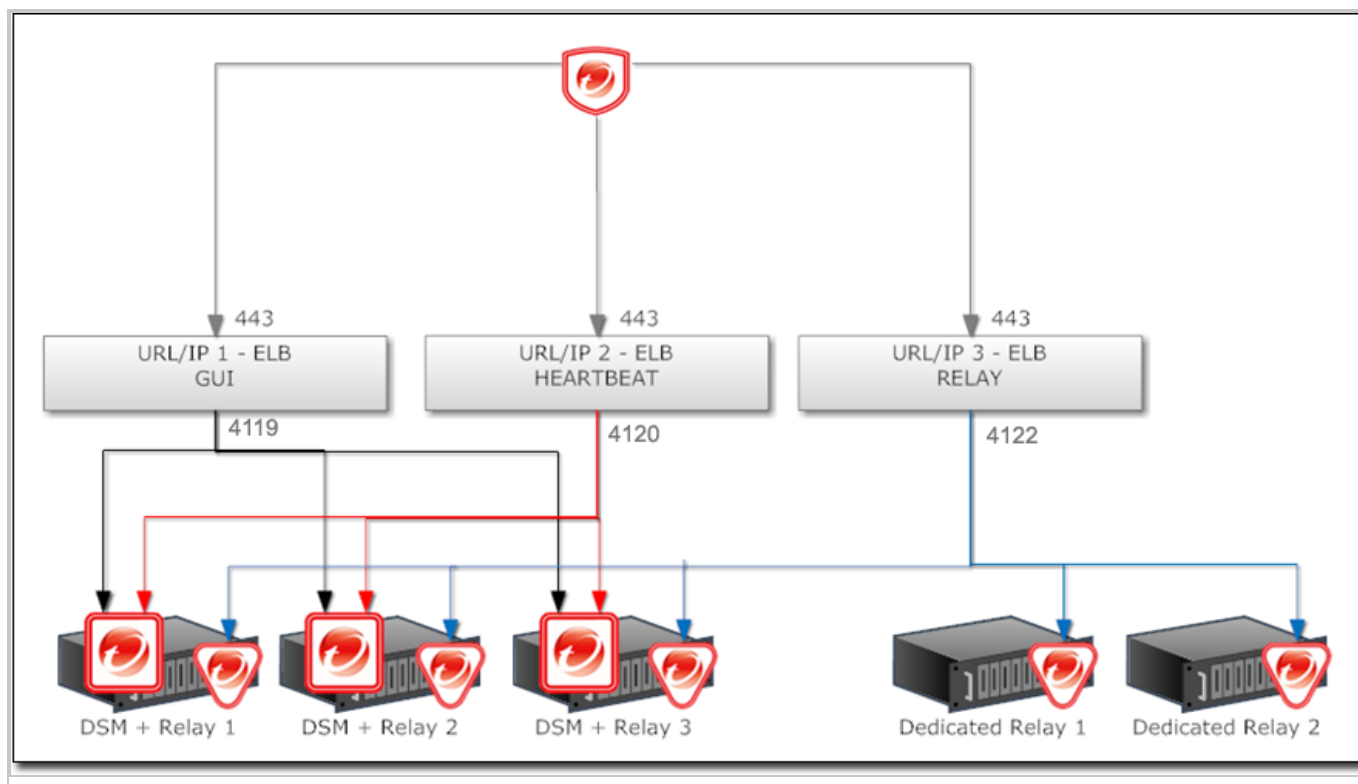 443
443
443
URL/IP 1 - ELB
GUI
URL/IP 2 - ELB
HEARTBEAT
URL/IP 3 - ELB
RELAY
4119
4120
4122
DSM + Relay 1
DSM + Relay 2
DSM + Relay 3
Dedicated Relay 1
Dedicated Relay 2